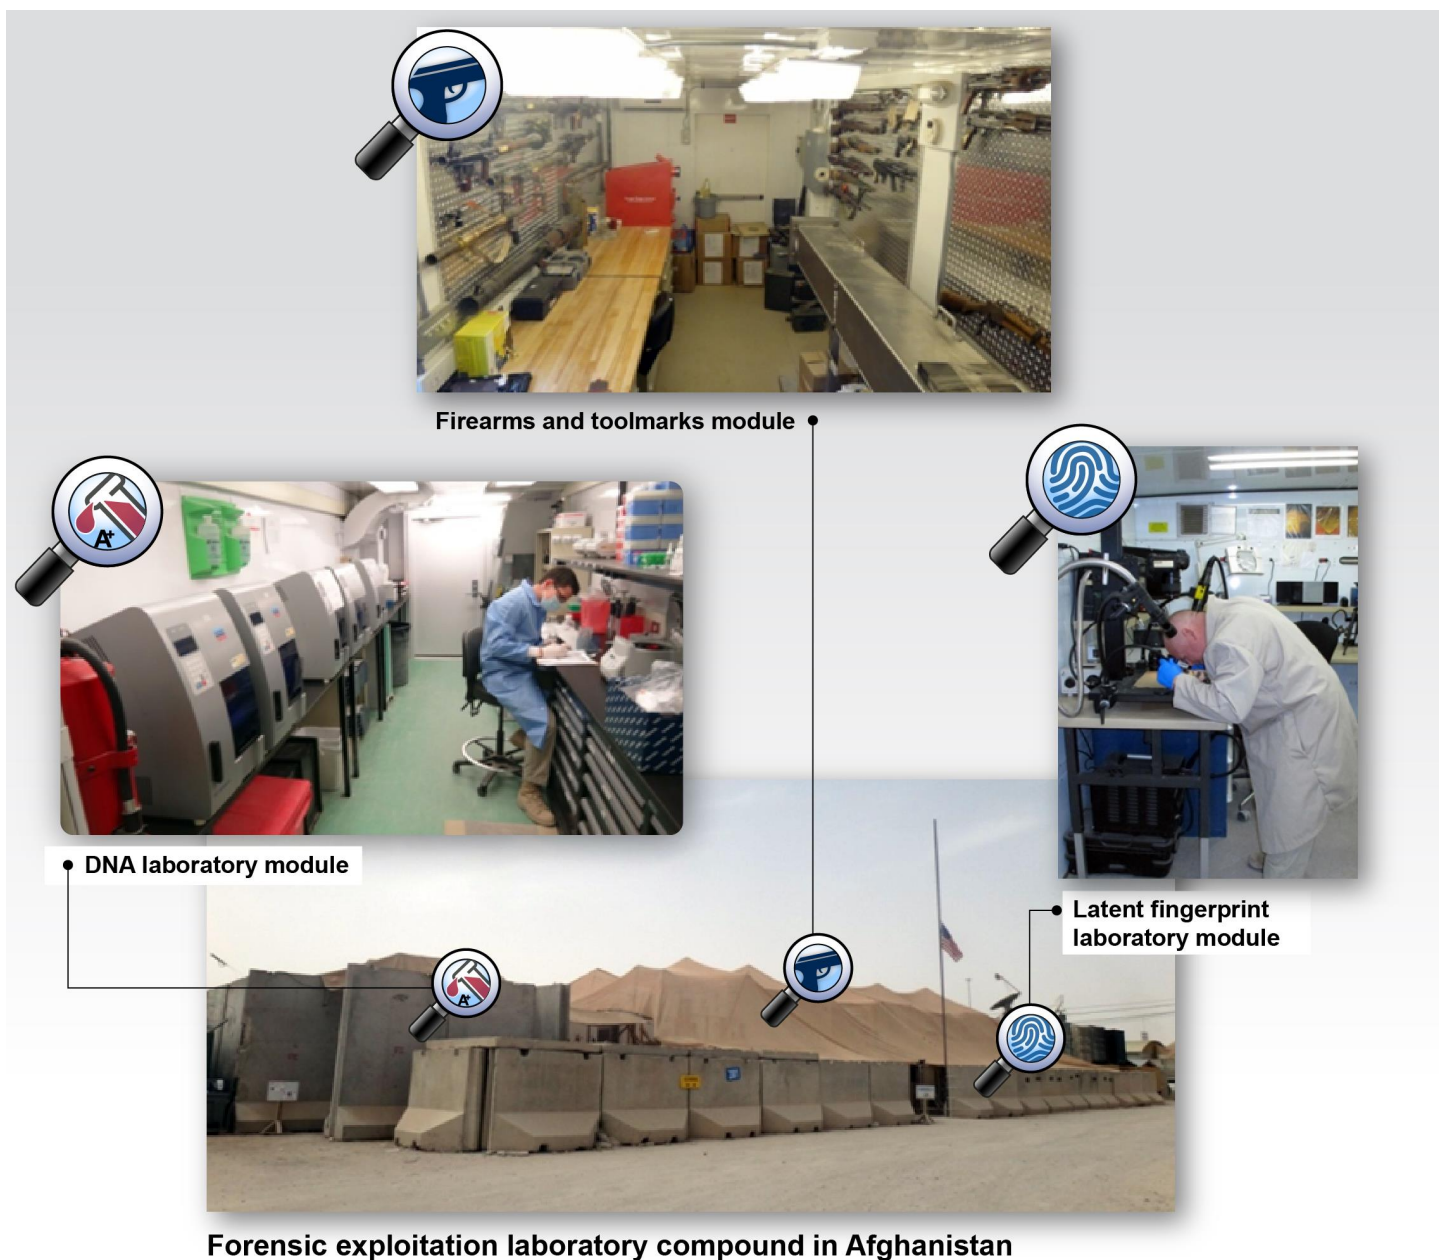 Firearms and toolmarks module
A+
DNA laboratory module
Latent fingerprint
laboratory module
A+
Forensic exploitation laboratory compound in Afghanistan